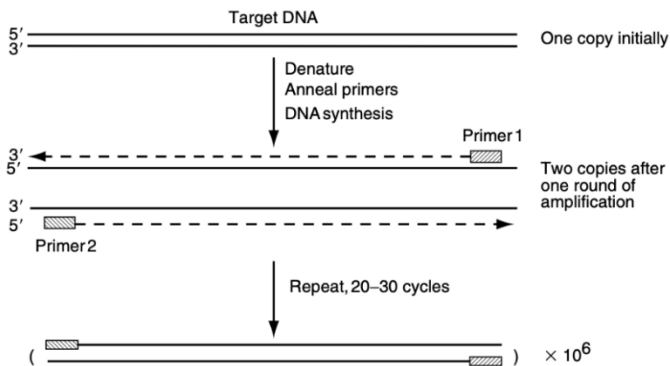 Target DNA
5′
3′
One copy initially
Denature
Anneal primers
DNA synthesis
Primer 1
3′
5′
Two copies after
one round of
amplification
3′
5′
Primer 2
Repeat, 20–30 cycles
( ) × 10⁶